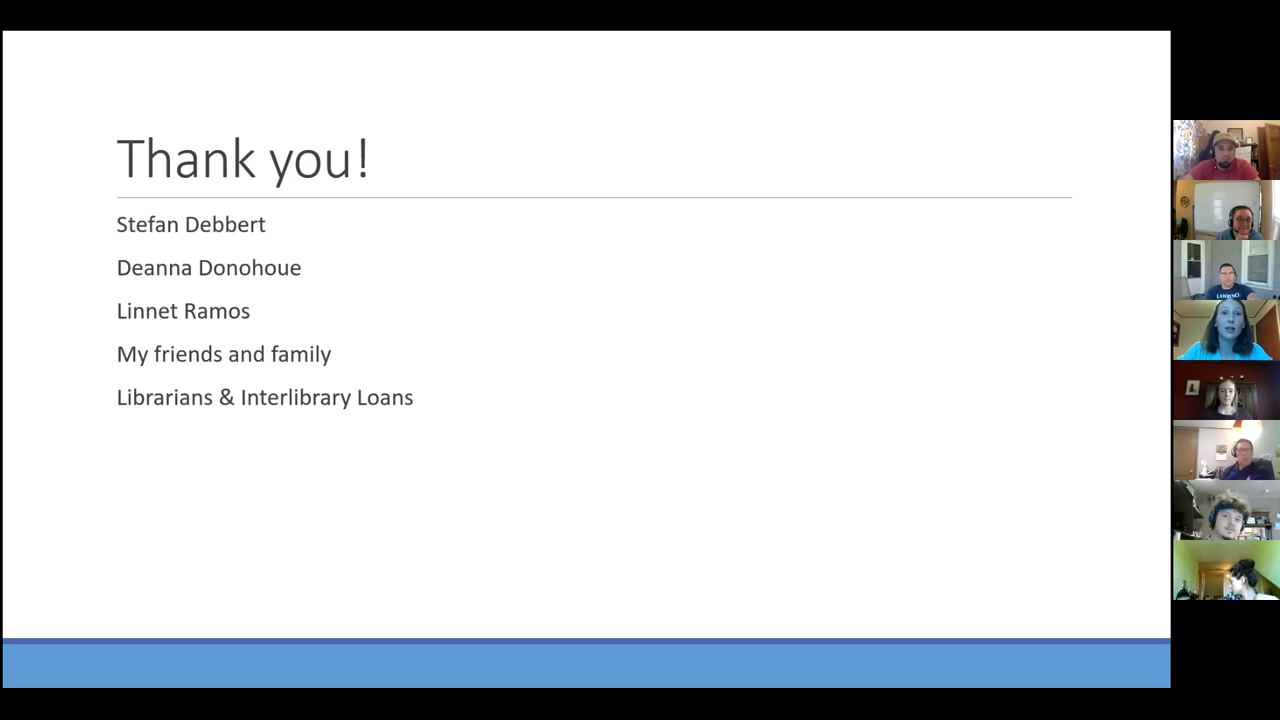 Thank you!
Stefan Debbert
Deanna Donohoue
Linnet Ramos
My friends and family
Librarians & Interlibrary Loans